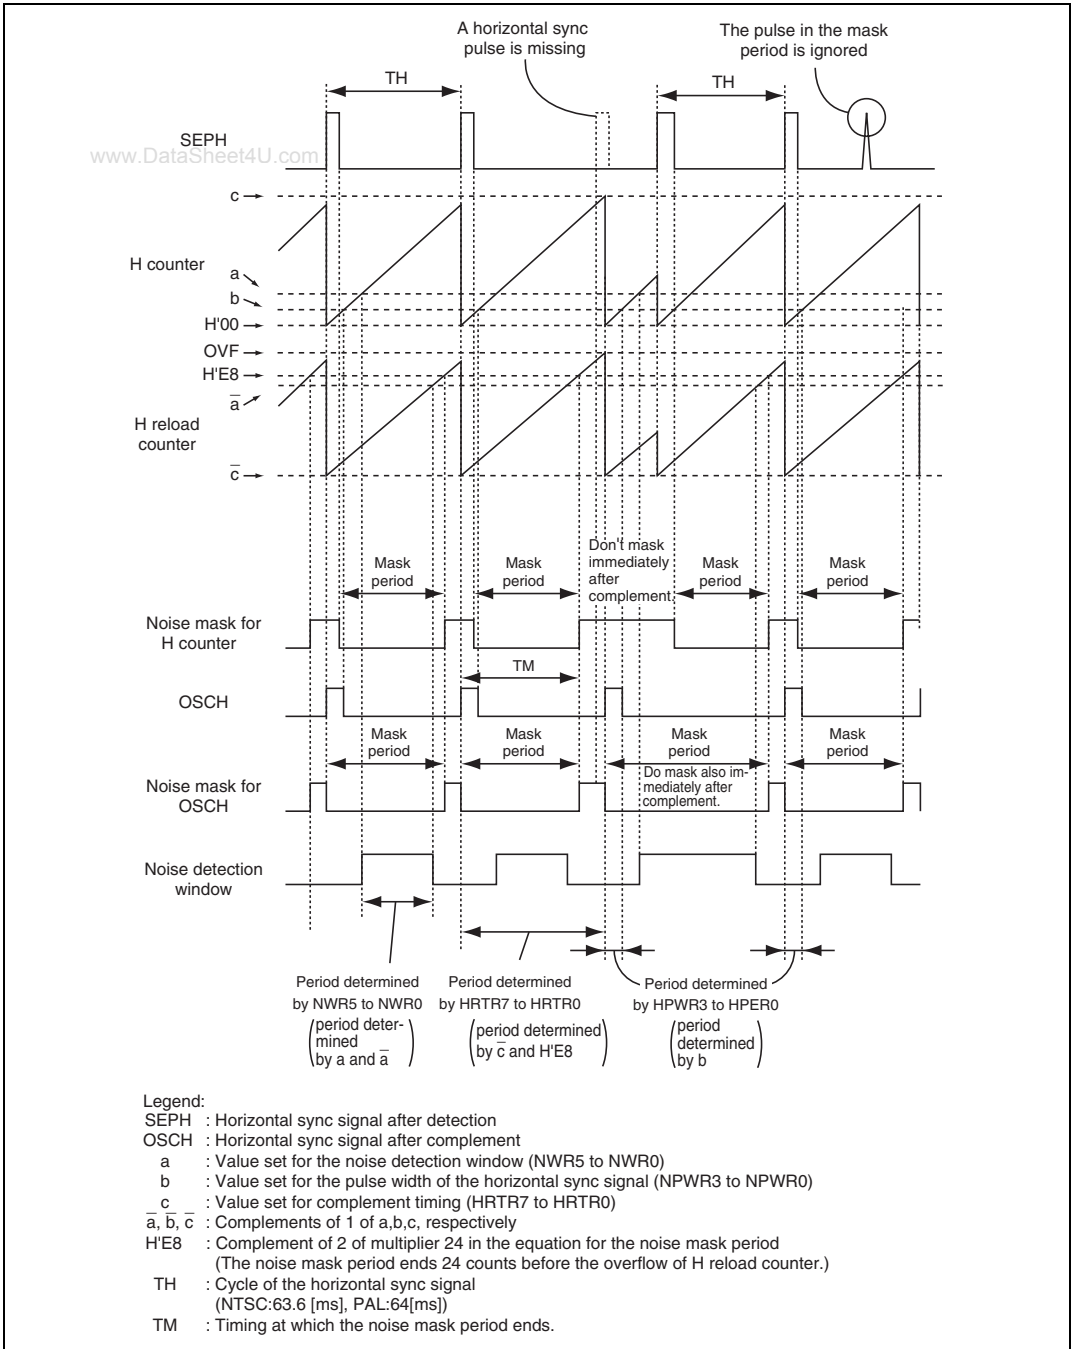 A horizontal sync
pulse is missing
The pulse in the mask
period is ignored
TH
TH
SEPH
www.DataSheet4U.com
c
H counter
a
b
H'00
OVF
H'E8
a̅
H reload
counter
c̅
Mask
period
Mask
period
Don't mask
immediately
after
complement.
Mask
period
Mask
period
Noise mask for
H counter
TM
OSCH
Mask
period
Mask
period
Mask
period
Mask
period
Do mask also im-
mediately after
complement.
Noise mask for
OSCH
Noise detection
window
Period determined
by NWR5 to NWR0
(period deter-
mined
by a and a̅)
Period determined
by HRTR7 to HRTR0
(period determined
by c̅ and H'E8)
Period determined
by HPWR3 to HPER0
(period
determined
by b)
Legend:
SEPH : Horizontal sync signal after detection
OSCH : Horizontal sync signal after complement
a : Value set for the noise detection window (NWR5 to NWR0)
b : Value set for the pulse width of the horizontal sync signal (NPWR3 to NPWR0)
c : Value set for complement timing (HRTR7 to HRTR0)
a̅, b̅, c̅ : Complements of 1 of a,b,c, respectively
H'E8 : Complement of 2 of multiplier 24 in the equation for the noise mask period
(The noise mask period ends 24 counts before the overflow of H reload counter.)
TH : Cycle of the horizontal sync signal
(NTSC:63.6 [ms], PAL:64[ms])
TM : Timing at which the noise mask period ends.